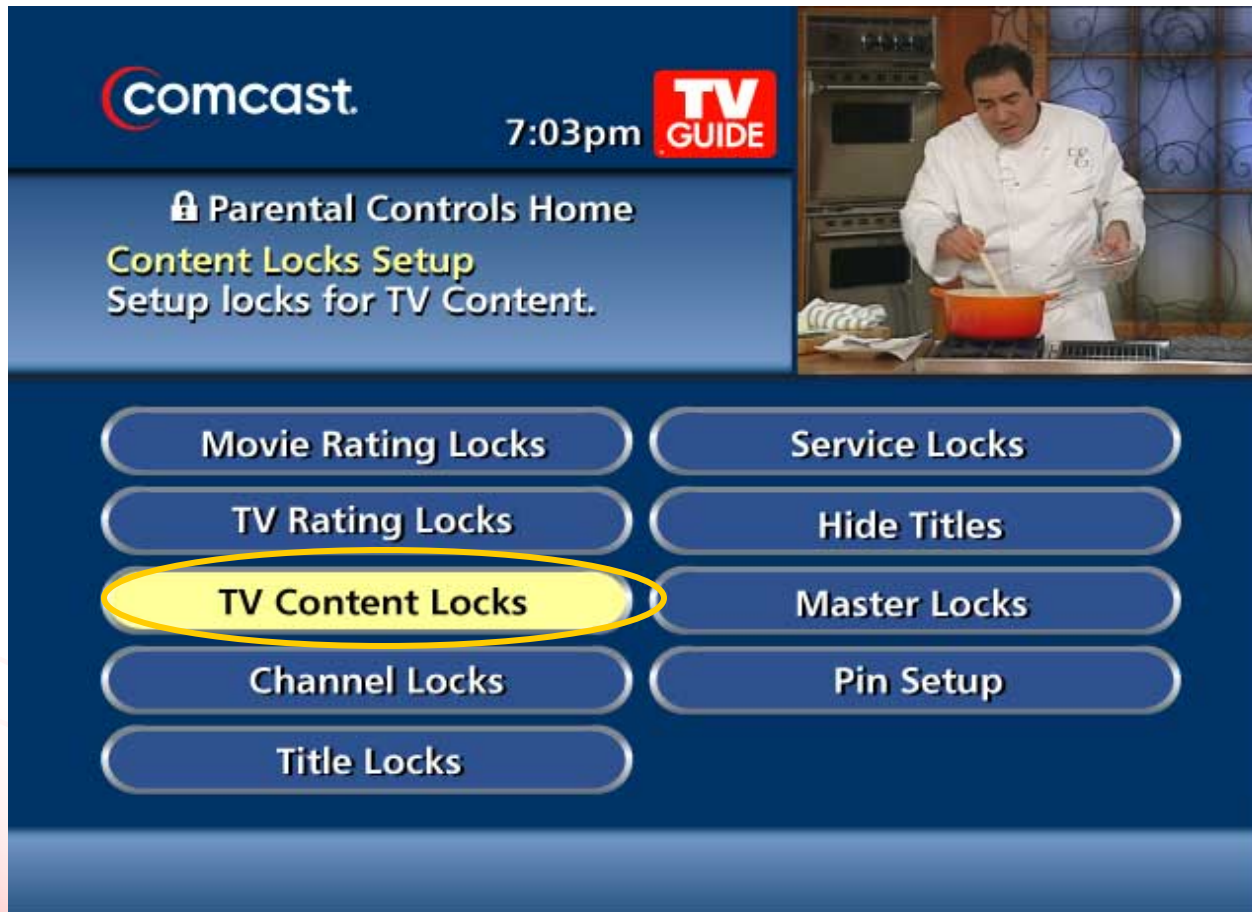 comcast.
7:03pm
TV
GUIDE
Parental Controls Home
Content Locks Setup
Setup locks for TV Content.
Movie Rating Locks
Service Locks
TV Rating Locks
Hide Titles
TV Content Locks
Master Locks
Channel Locks
Pin Setup
Title Locks